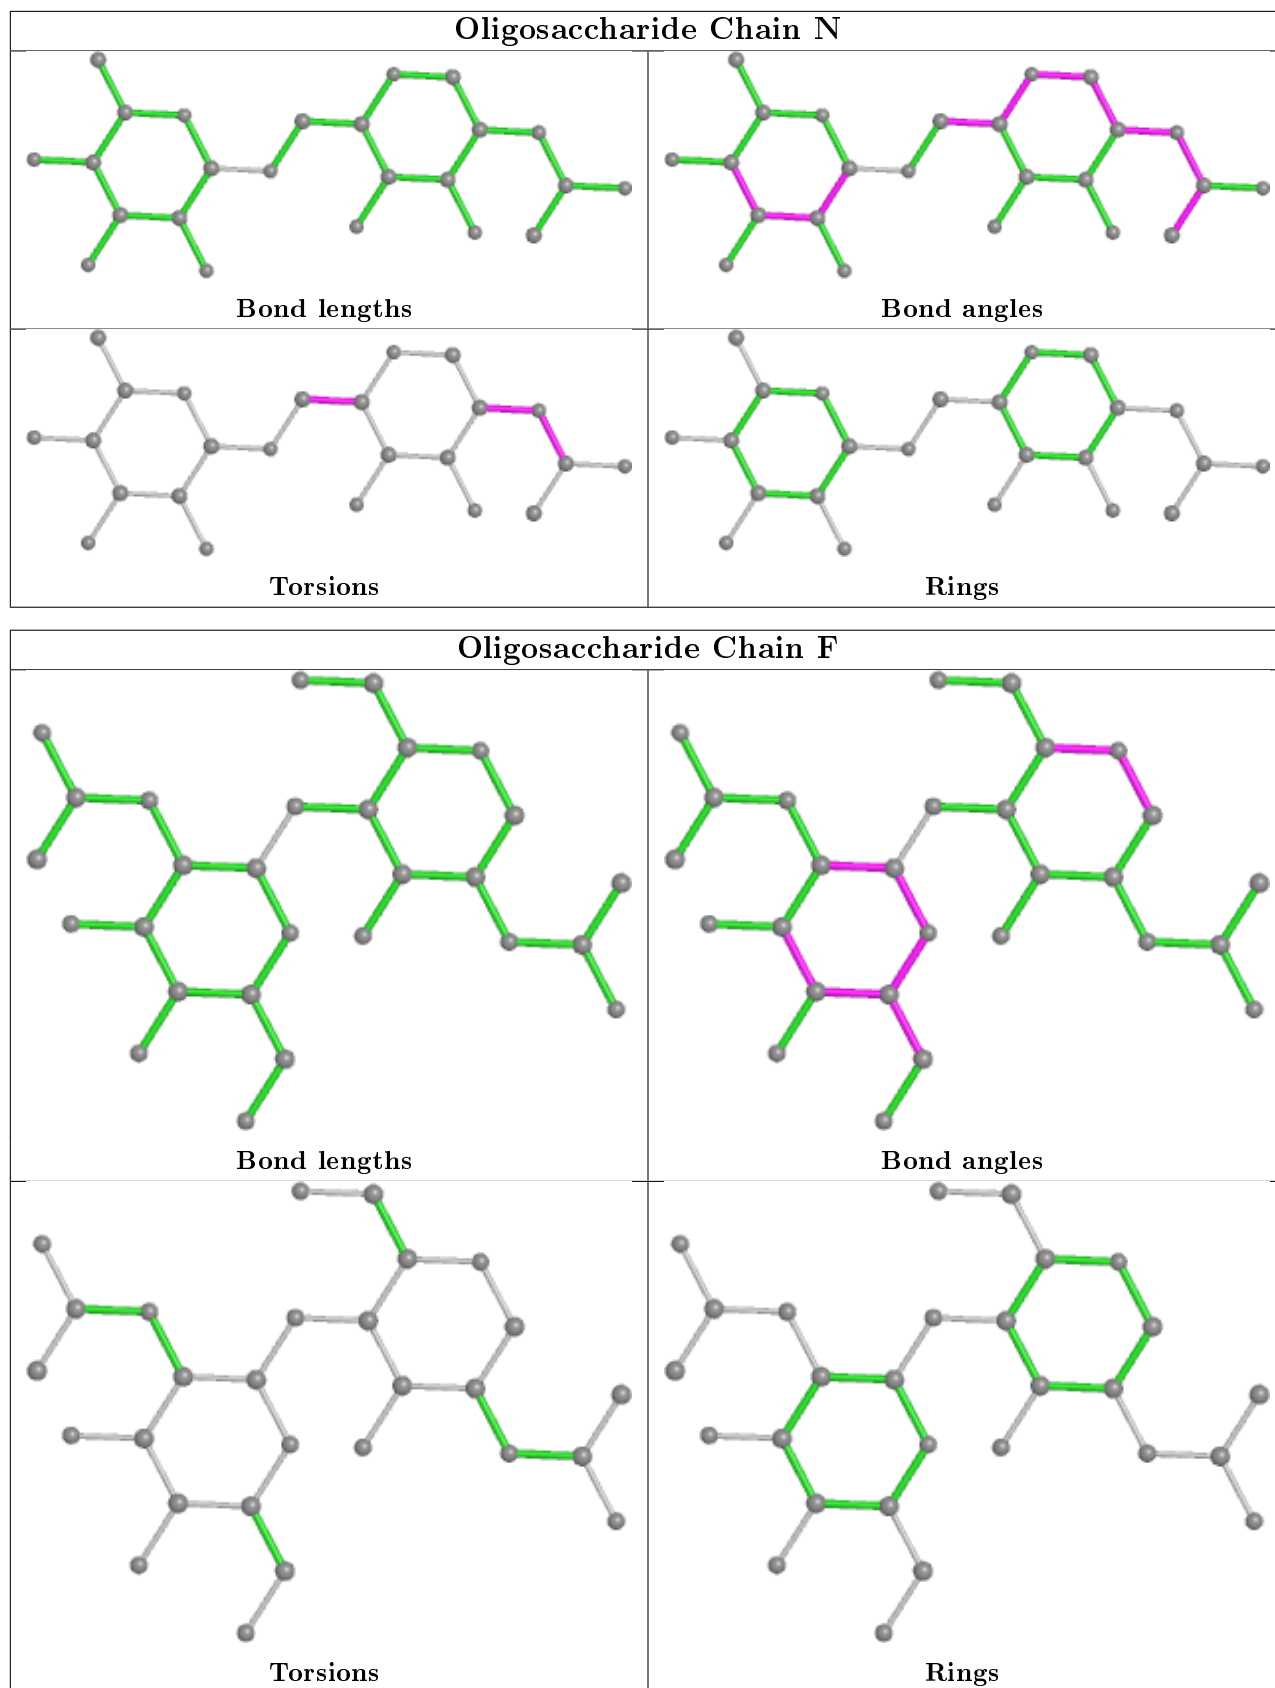 Oligosaccharide Chain N
Bond lengths
Bond angles
Torsions
Rings
Oligosaccharide Chain F
Bond lengths
Bond angles
Torsions
Rings